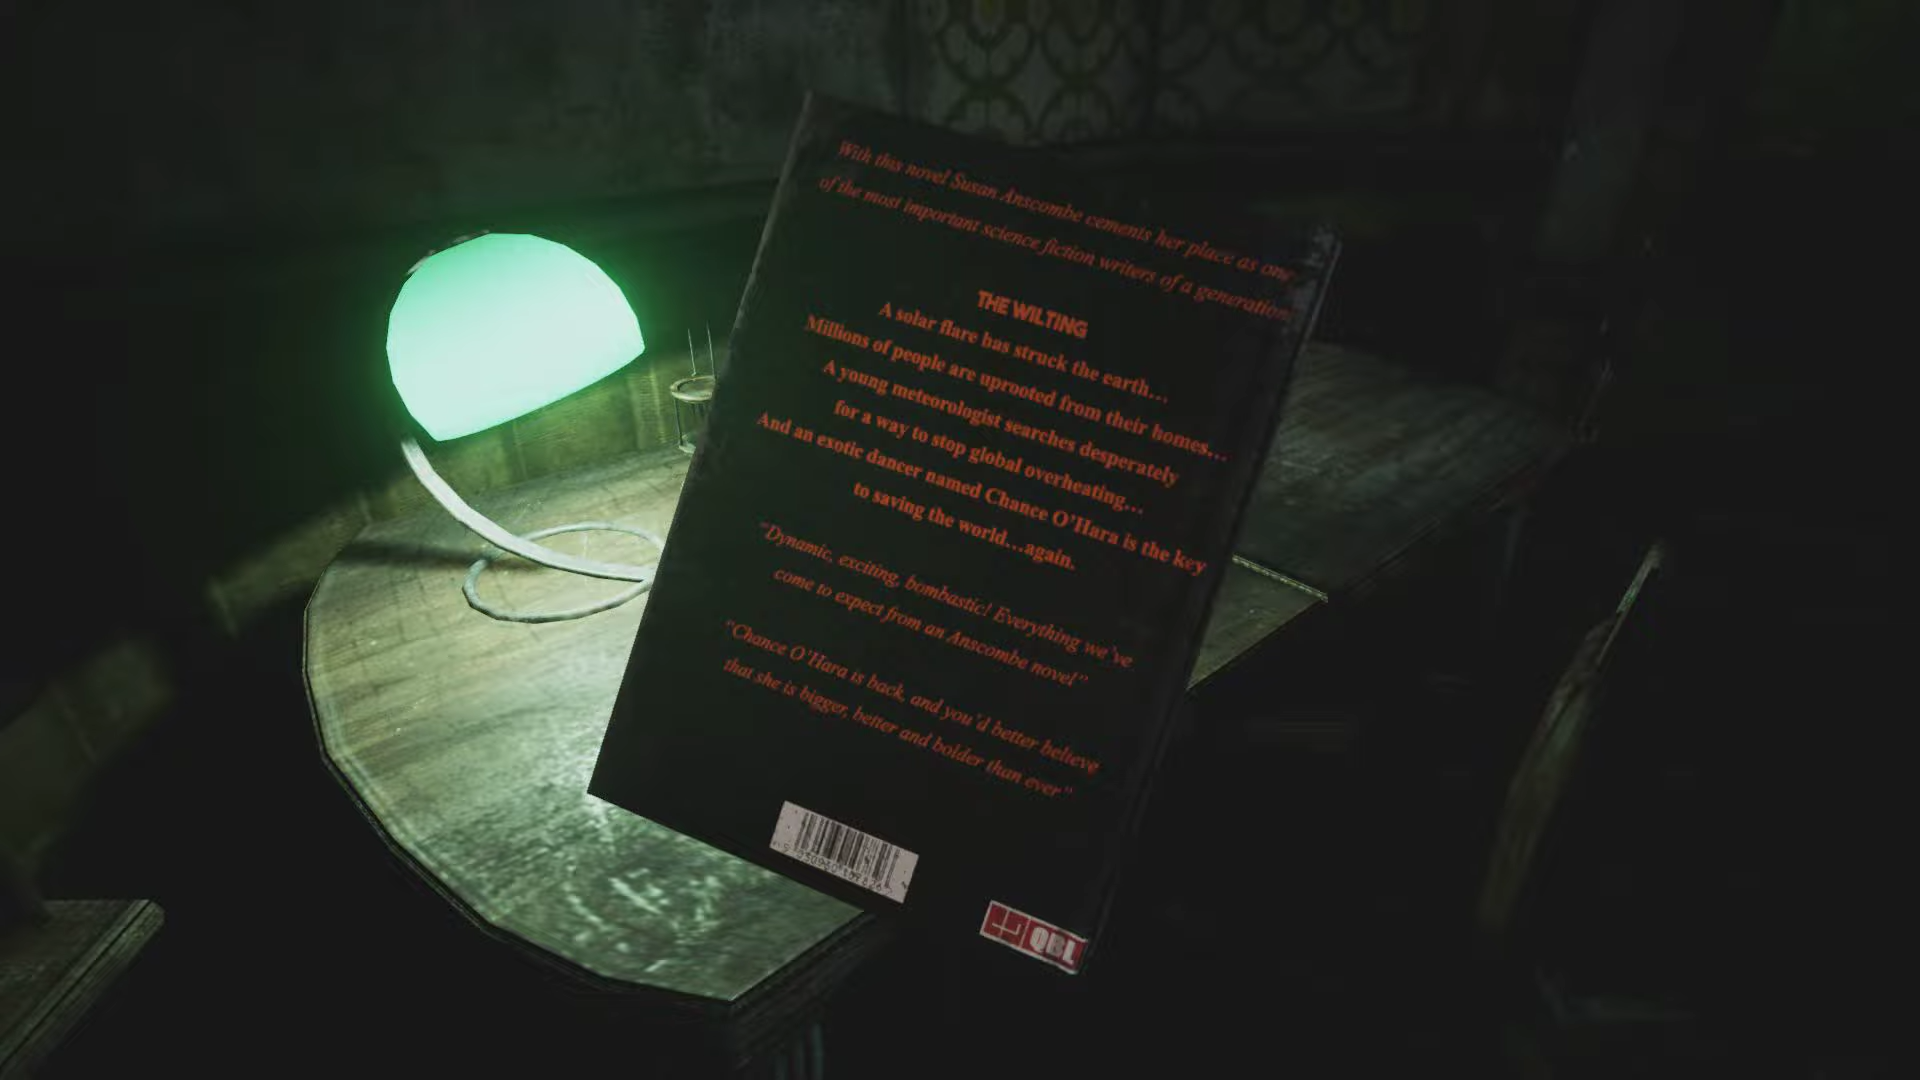 With this novel Susan Anscombe cements her place as one
of the most important science fiction writers of a generation.
THE WILTING
A solar flare has struck the earth...
Millions of people are uprooted from their homes...
A young meteorologist searches desperately
for a way to stop global overheating...
And an exotic dancer named Chance O'Hara is the key
to saving the world...again.
"Dynamic, exciting, bombastic! Everything we've
come to expect from an Anscombe novel"
"Chance O'Hara is back, and you'd better believe
that she is bigger, better and bolder than ever"
QBL